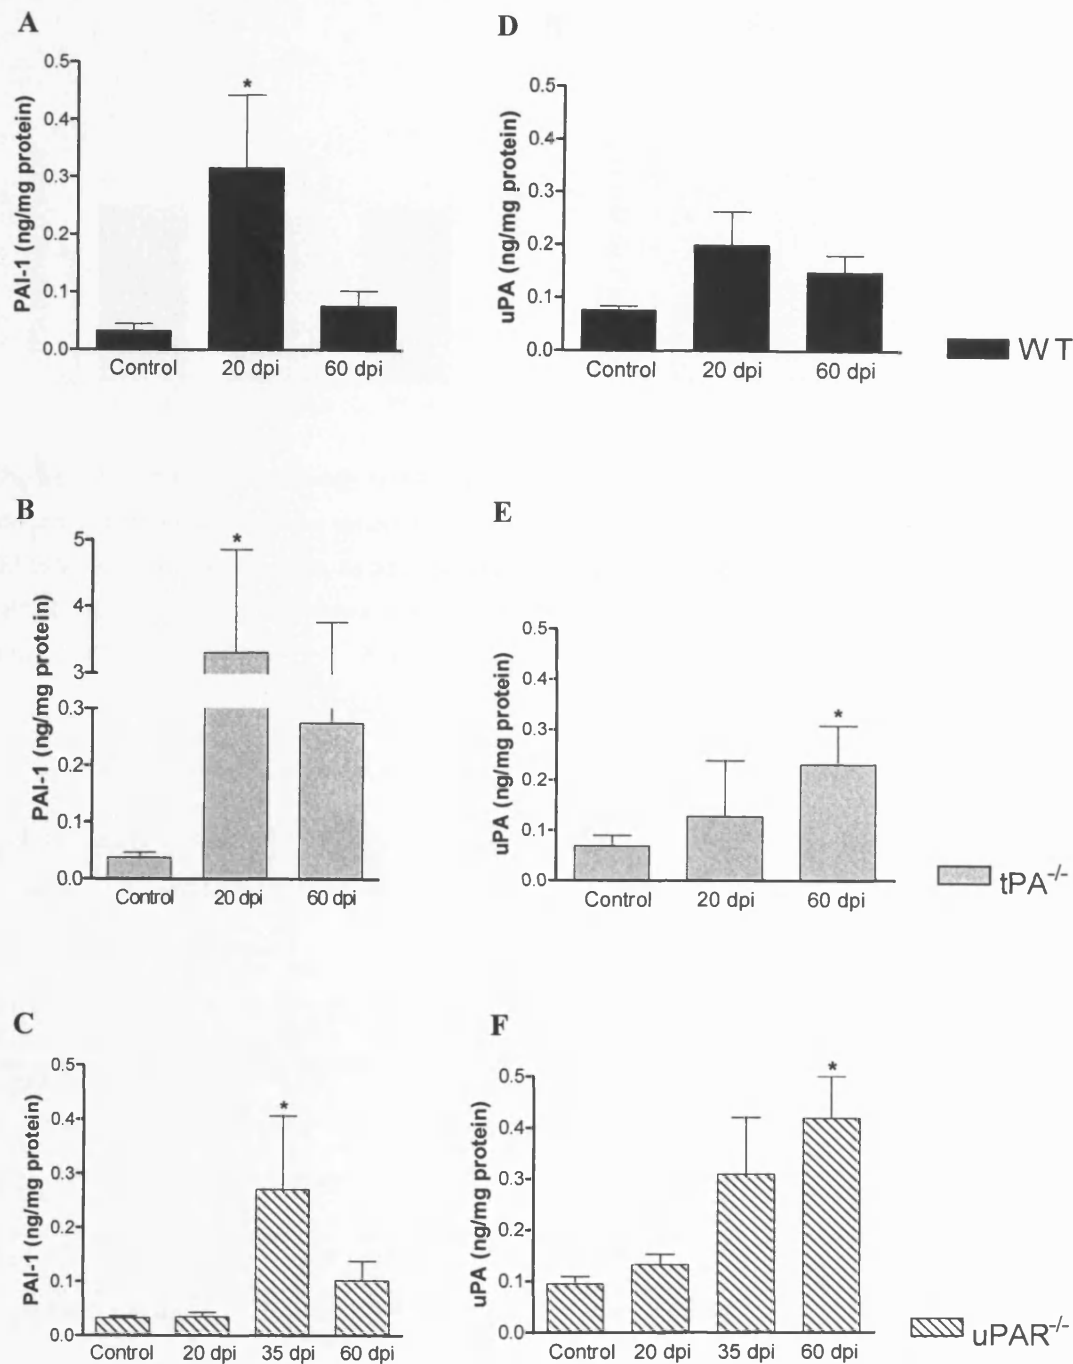 A
PAI-1 (ng/mg protein)
0.5
0.4
0.3
0.2
0.1
0.0
*
Control 20 dpi 60 dpi
D
uPA (ng/mg protein)
0.5
0.4
0.3
0.2
0.1
0.0
Control 20 dpi 60 dpi
WT
B
PAI-1 (ng/mg protein)
5
4
3
0.3
0.2
0.1
0.0
*
Control 20 dpi 60 dpi
E
uPA (ng/mg protein)
0.5
0.4
0.3
0.2
0.1
0.0
*
Control 20 dpi 60 dpi
tPA-/-
C
PAI-1 (ng/mg protein)
0.5
0.4
0.3
0.2
0.1
0.0
*
Control 20 dpi 35 dpi 60 dpi
F
uPA (ng/mg protein)
0.5
0.4
0.3
0.2
0.1
0.0
*
Control 20 dpi 35 dpi 60 dpi
uPAR-/-